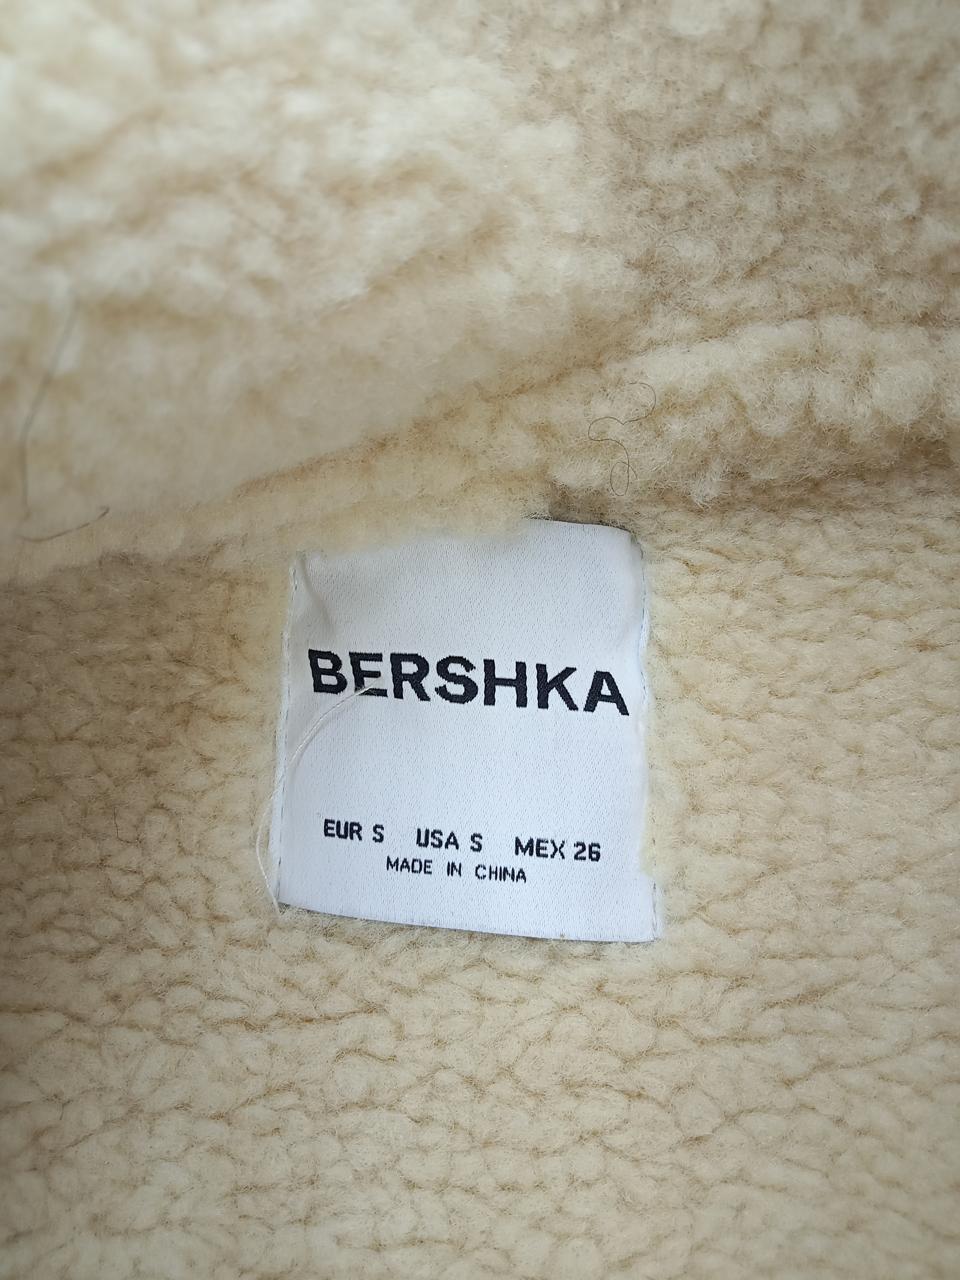 BERSHKA
EUR S USA S MEX 26
MADE IN CHINA